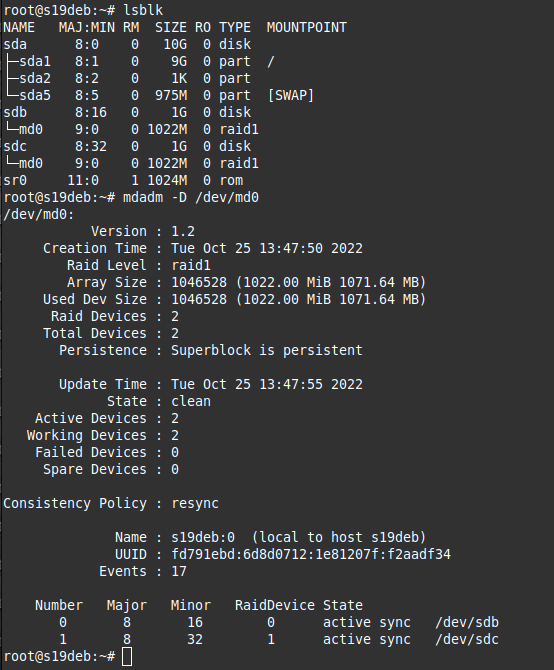 root@s19deb:~# lsblk
NAME   MAJ:MIN RM  SIZE RO TYPE  MOUNTPOINT
sda      8:0    0   10G  0 disk
├─sda1   8:1    0    9G  0 part  /
├─sda2   8:2    0    1K  0 part
└─sda5   8:5    0  975M  0 part  [SWAP]
sdb      8:16   0    1G  0 disk
└─md0    9:0    0 1022M  0 raid1
sdc      8:32   0    1G  0 disk
└─md0    9:0    0 1022M  0 raid1
sr0     11:0    1 1024M  0 rom
root@s19deb:~# mdadm -D /dev/md0
/dev/md0:
           Version : 1.2
     Creation Time : Tue Oct 25 13:47:50 2022
        Raid Level : raid1
        Array Size : 1046528 (1022.00 MiB 1071.64 MB)
     Used Dev Size : 1046528 (1022.00 MiB 1071.64 MB)
      Raid Devices : 2
     Total Devices : 2
       Persistence : Superblock is persistent

       Update Time : Tue Oct 25 13:47:55 2022
             State : clean
    Active Devices : 2
   Working Devices : 2
    Failed Devices : 0
     Spare Devices : 0

Consistency Policy : resync

              Name : s19deb:0  (local to host s19deb)
              UUID : fd791ebd:6d8d0712:1e81207f:f2aadf34
            Events : 17

    Number   Major   Minor   RaidDevice State
       0       8       16        0      active sync   /dev/sdb
       1       8       32        1      active sync   /dev/sdc
root@s19deb:~#